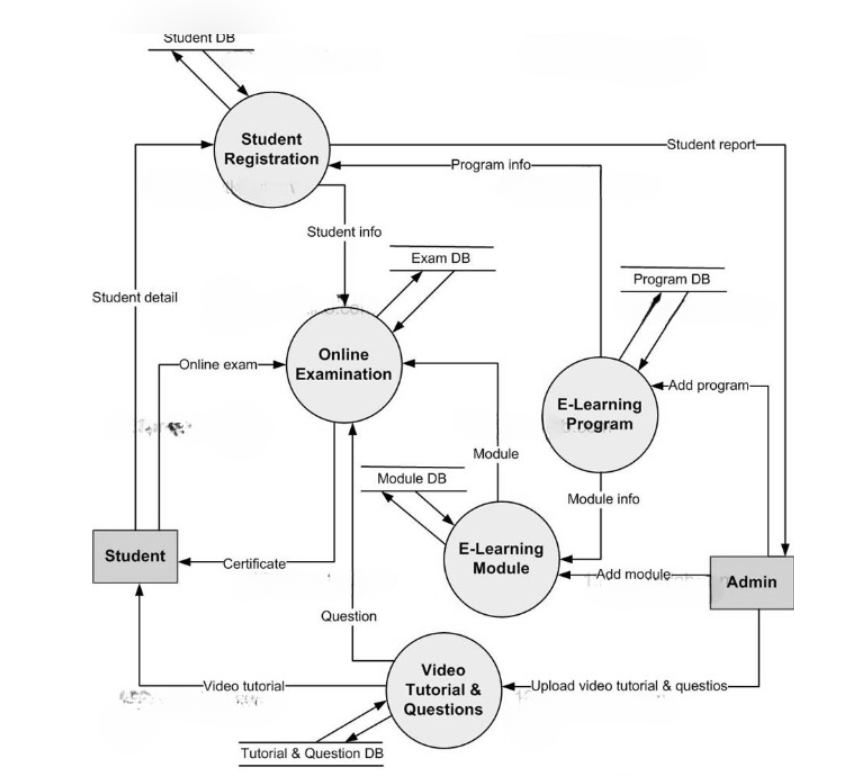 Student DB
Student
Registration
Student report
Program info
Student info
Exam DB
Program DB
Student detail
Online
Examination
Online exam
Add program
E-Learning
Program
Module
Module DB
Module info
Student
Certificate
E-Learning
Module
Add module
Admin
Question
Video
Tutorial &
Questions
Video tutorial
Upload video tutorial & questios
Tutorial & Question DB